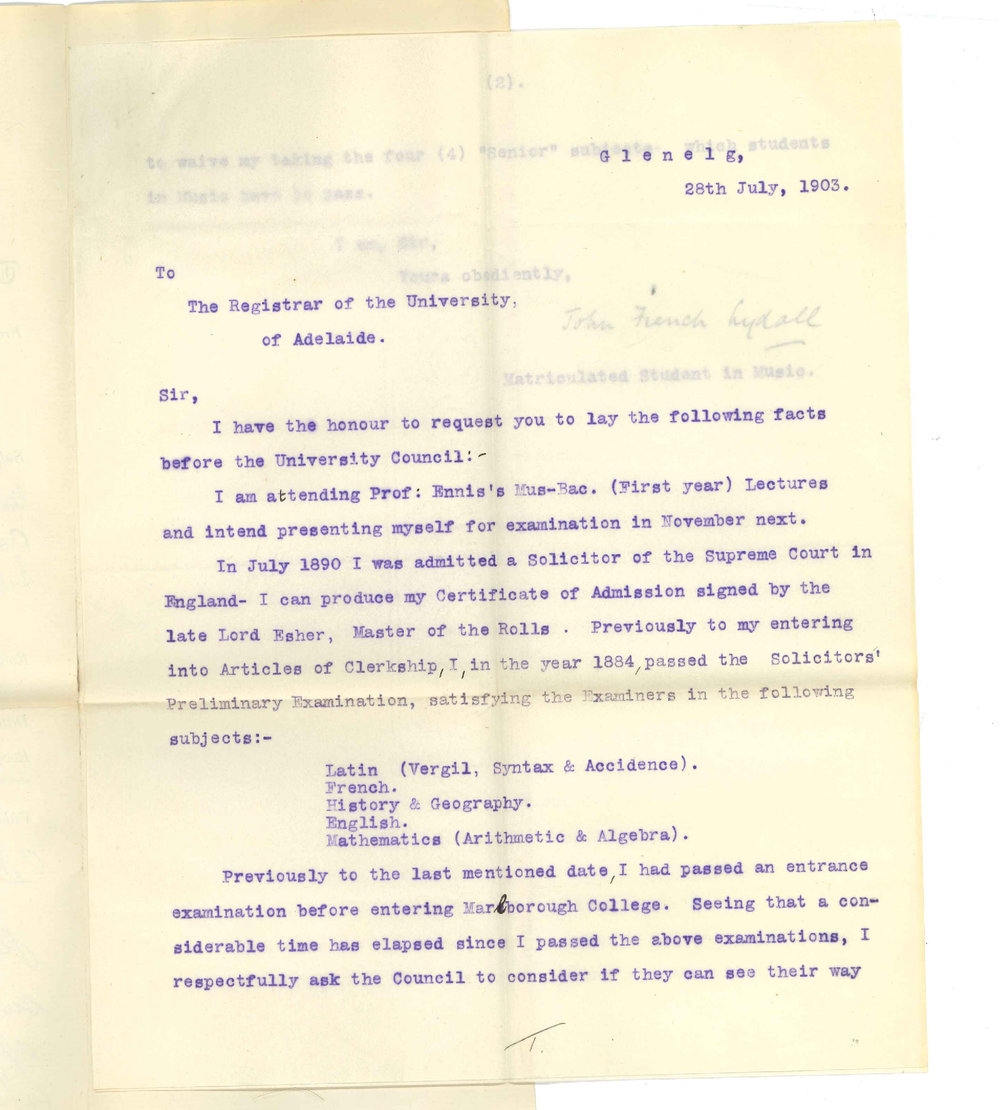 Glenelg,
28th July, 1903.
To
The Registrar of the University,
of Adelaide.
Sir,
I have the honour to request you to lay the following facts
before the University Council:-
I am attending Prof: Ennis's Mus-Bac. (First year) Lectures
and intend presenting myself for examination in November next.
In July 1890 I was admitted a Solicitor of the Supreme Court in
England- I can produce my Certificate of Admission signed by the
late Lord Esher, Master of the Rolls . Previously to my entering
into Articles of Clerkship, I, in the year 1884, passed the Solicitors'
Preliminary Examination, satisfying the Examiners in the following
subjects:-
Latin (Vergil, Syntax & Accidence).
French.
History & Geography.
English.
Mathematics (Arithmetic & Algebra).
Previously to the last mentioned date, I had passed an entrance
examination before entering Marlborough College. Seeing that a con-
siderable time has elapsed since I passed the above examinations, I
respectfully ask the Council to consider if they can see their way
(2).
to waive my taking the four (4) "Senior" subjects which students
in Music have to pass.
I am, Sir,
Yours obediently,
John French Lydall
Matriculated Student in Music.